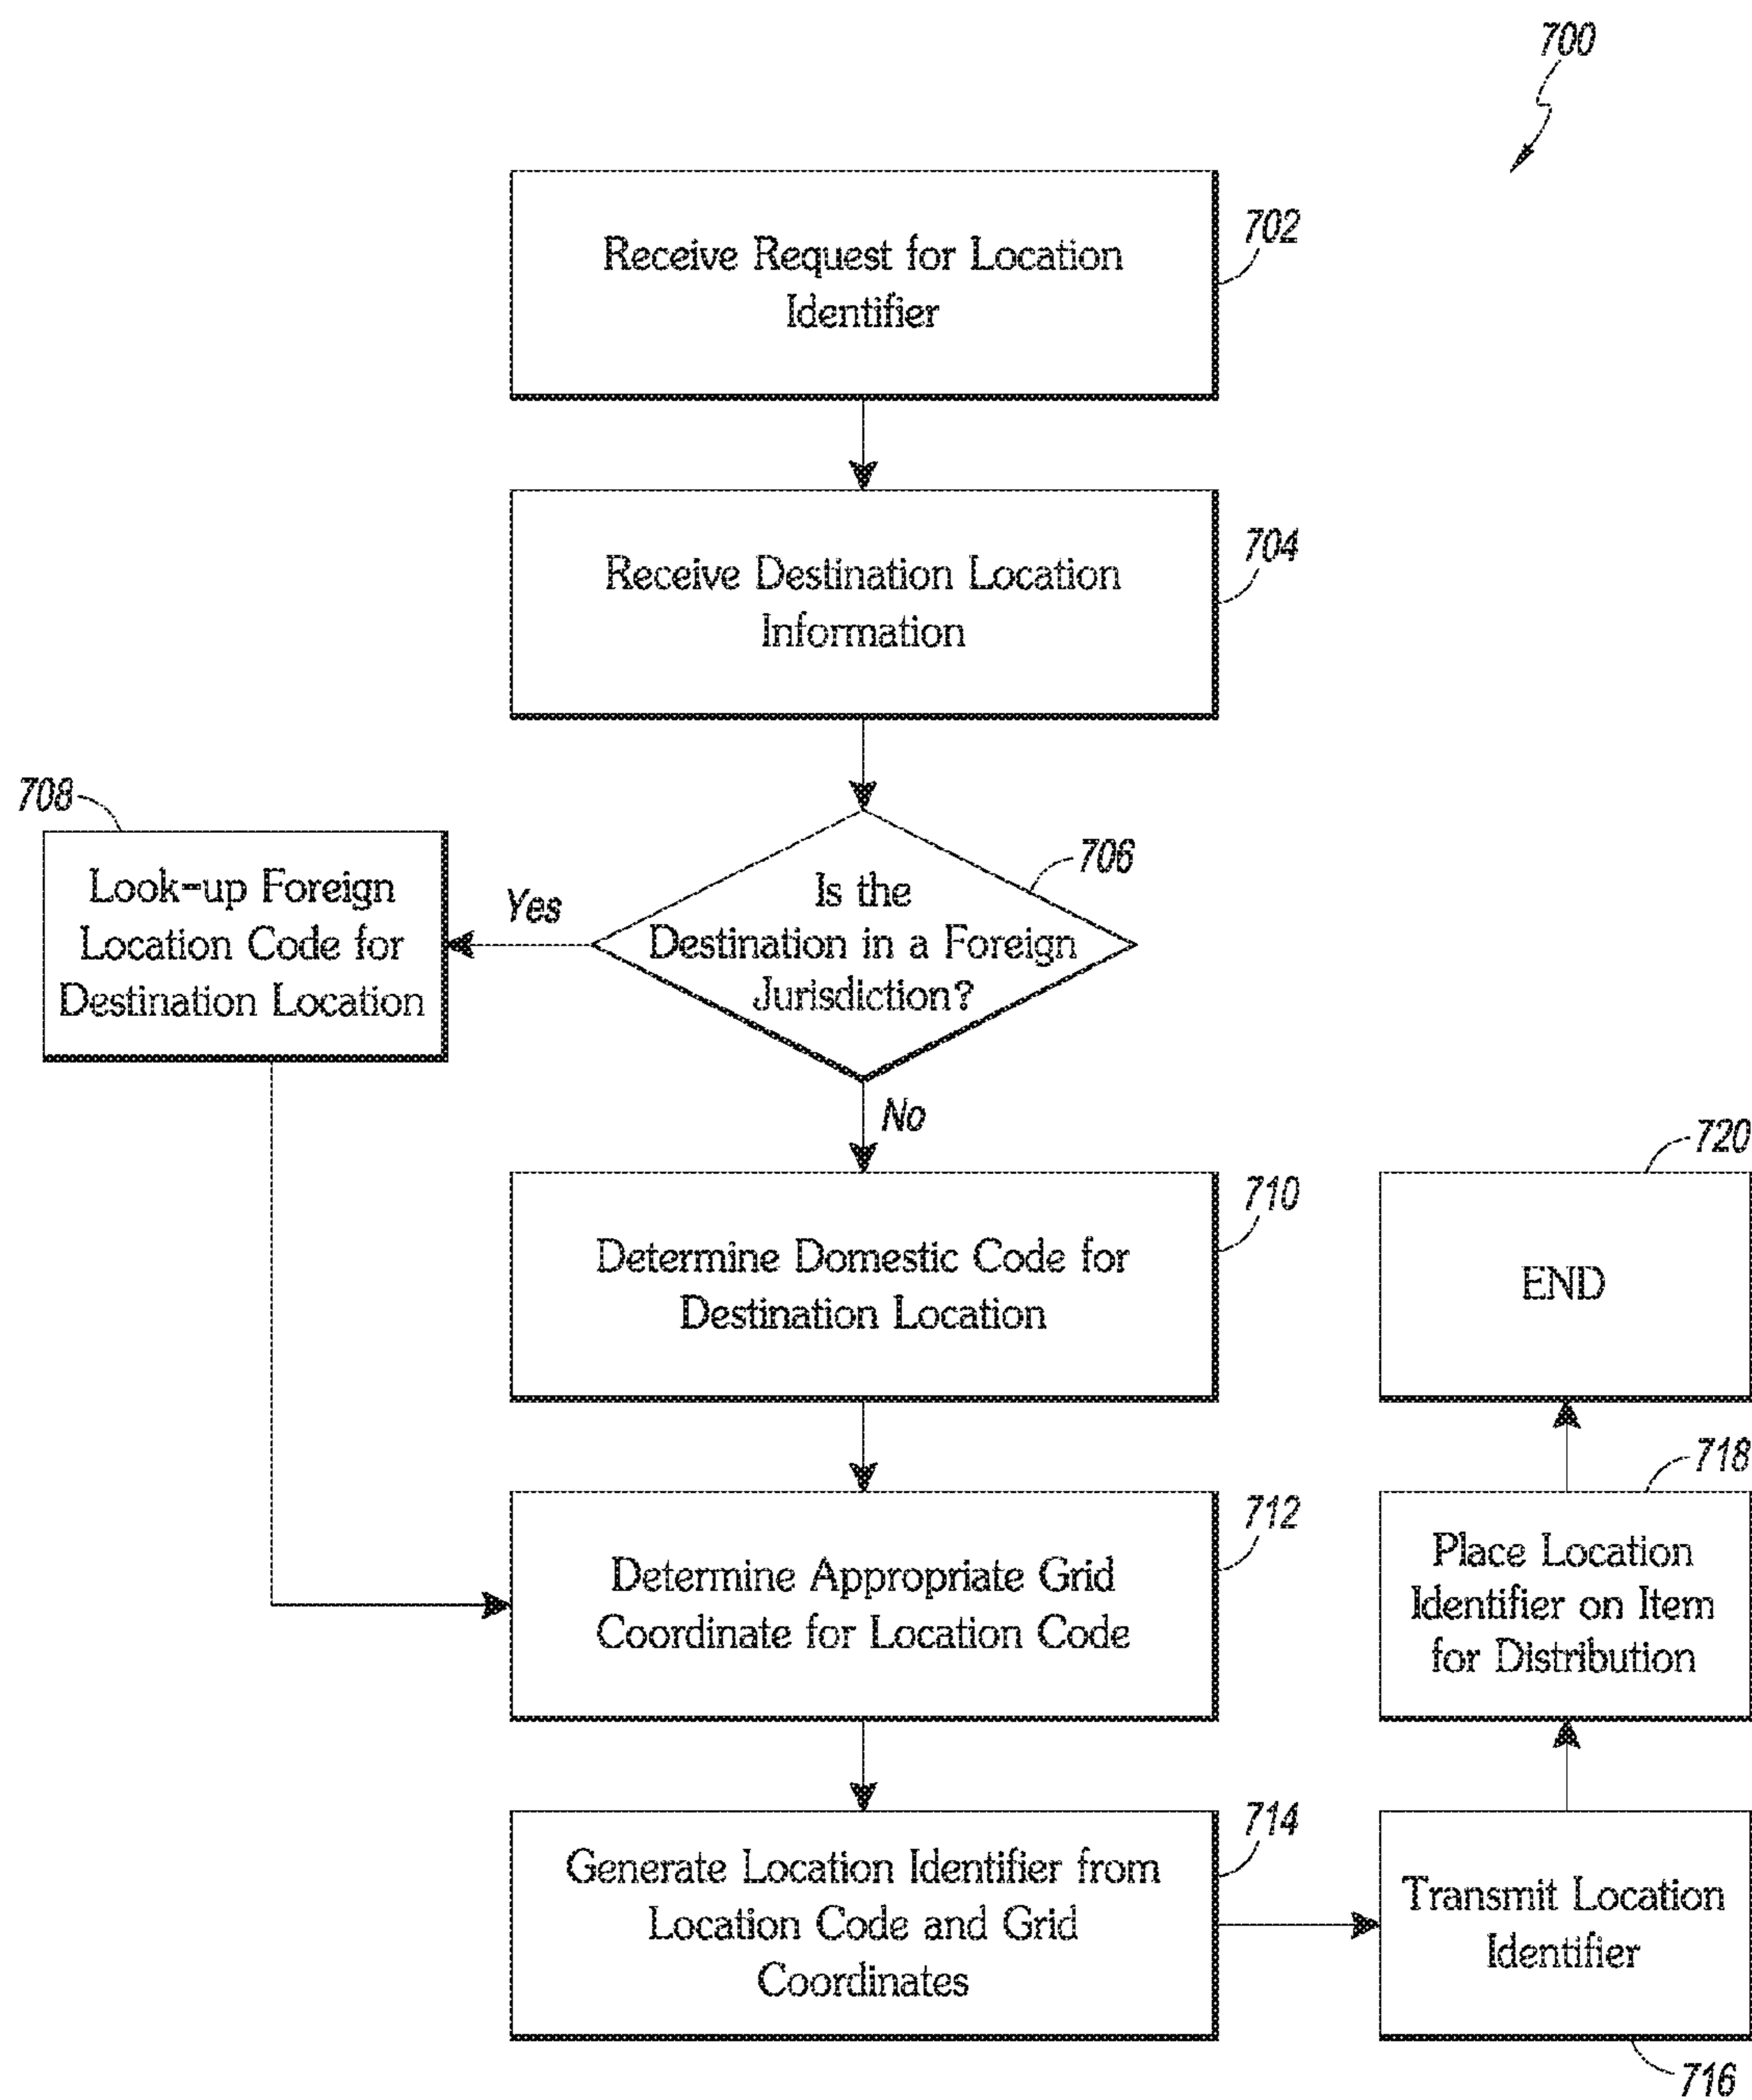 700
Receive Request for Location
Identifier
702
Receive Destination Location
Information
704
Is the
Destination in a Foreign
Jurisdiction?
706
Yes
708
Look-up Foreign
Location Code for
Destination Location
No
Determine Domestic Code for
Destination Location
710
Determine Appropriate Grid
Coordinate for Location Code
712
Generate Location Identifier from
Location Code and Grid
Coordinates
714
Transmit Location
Identifier
716
Place Location
Identifier on Item
for Distribution
718
END
720